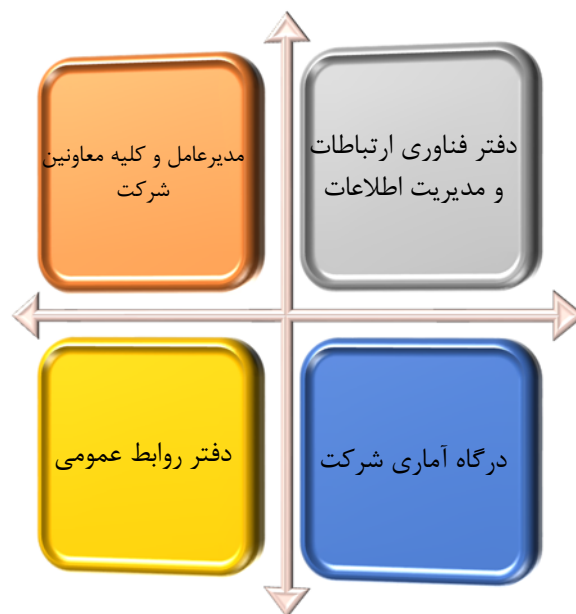 دفتر فناوری ارتباطات
و مدیریت اطلاعات
مدیرعامل و کلیه معاونین
شرکت
درگاه آماری شرکت
دفتر روابط عمومی